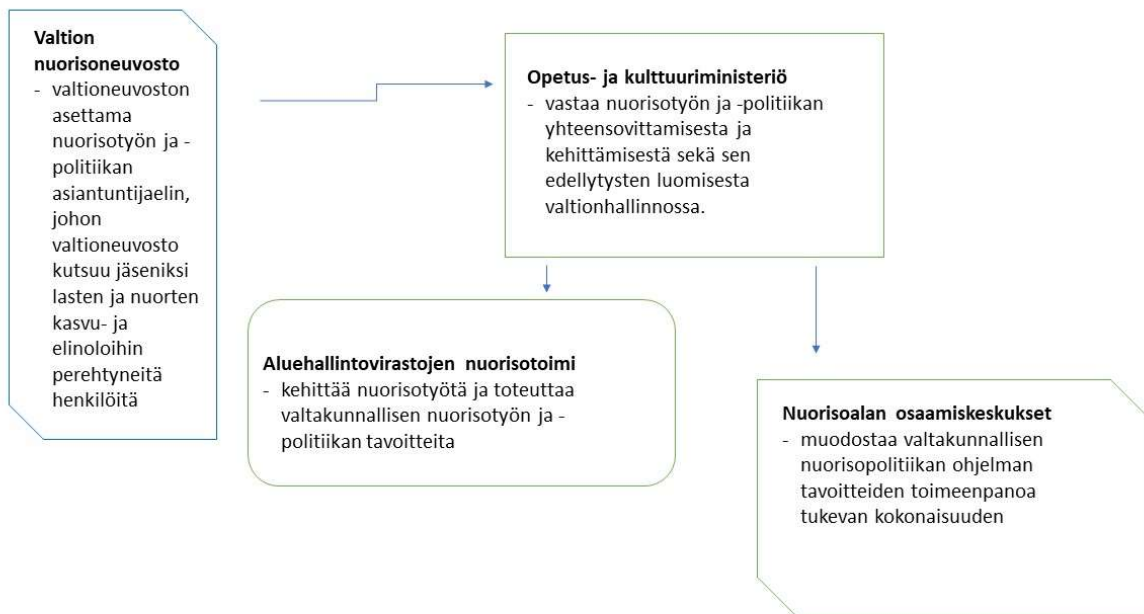 Valtion
nuorisoneuvosto
- valtioneuvoston
asettama
nuorisotyön ja -
politiikan
asiantuntijaelin,
johon
valtioneuvosto
kutsuu jäseniksi
lasten ja nuorten
kasvu- ja
elinoloihin
perehtyneitä
henkilöitä
Opetus- ja kulttuuriministeriö
- vastaa nuorisotyön ja -politiikan
yhteensovittamisesta ja
kehittämisestä sekä sen
edellytysten luomisesta
valtionhallinnossa.
Aluehallintovirastojen nuorisotoimi
- kehittää nuorisotyötä ja toteuttaa
valtakunnallisen nuorisotyön ja -
politiikan tavoitteita
Nuorisoalan osaamiskeskukset
- muodostaa valtakunnallisen
nuorisopolitiikan ohjelman
tavoitteiden toimeenpanoa
tukevan kokonaisuuden